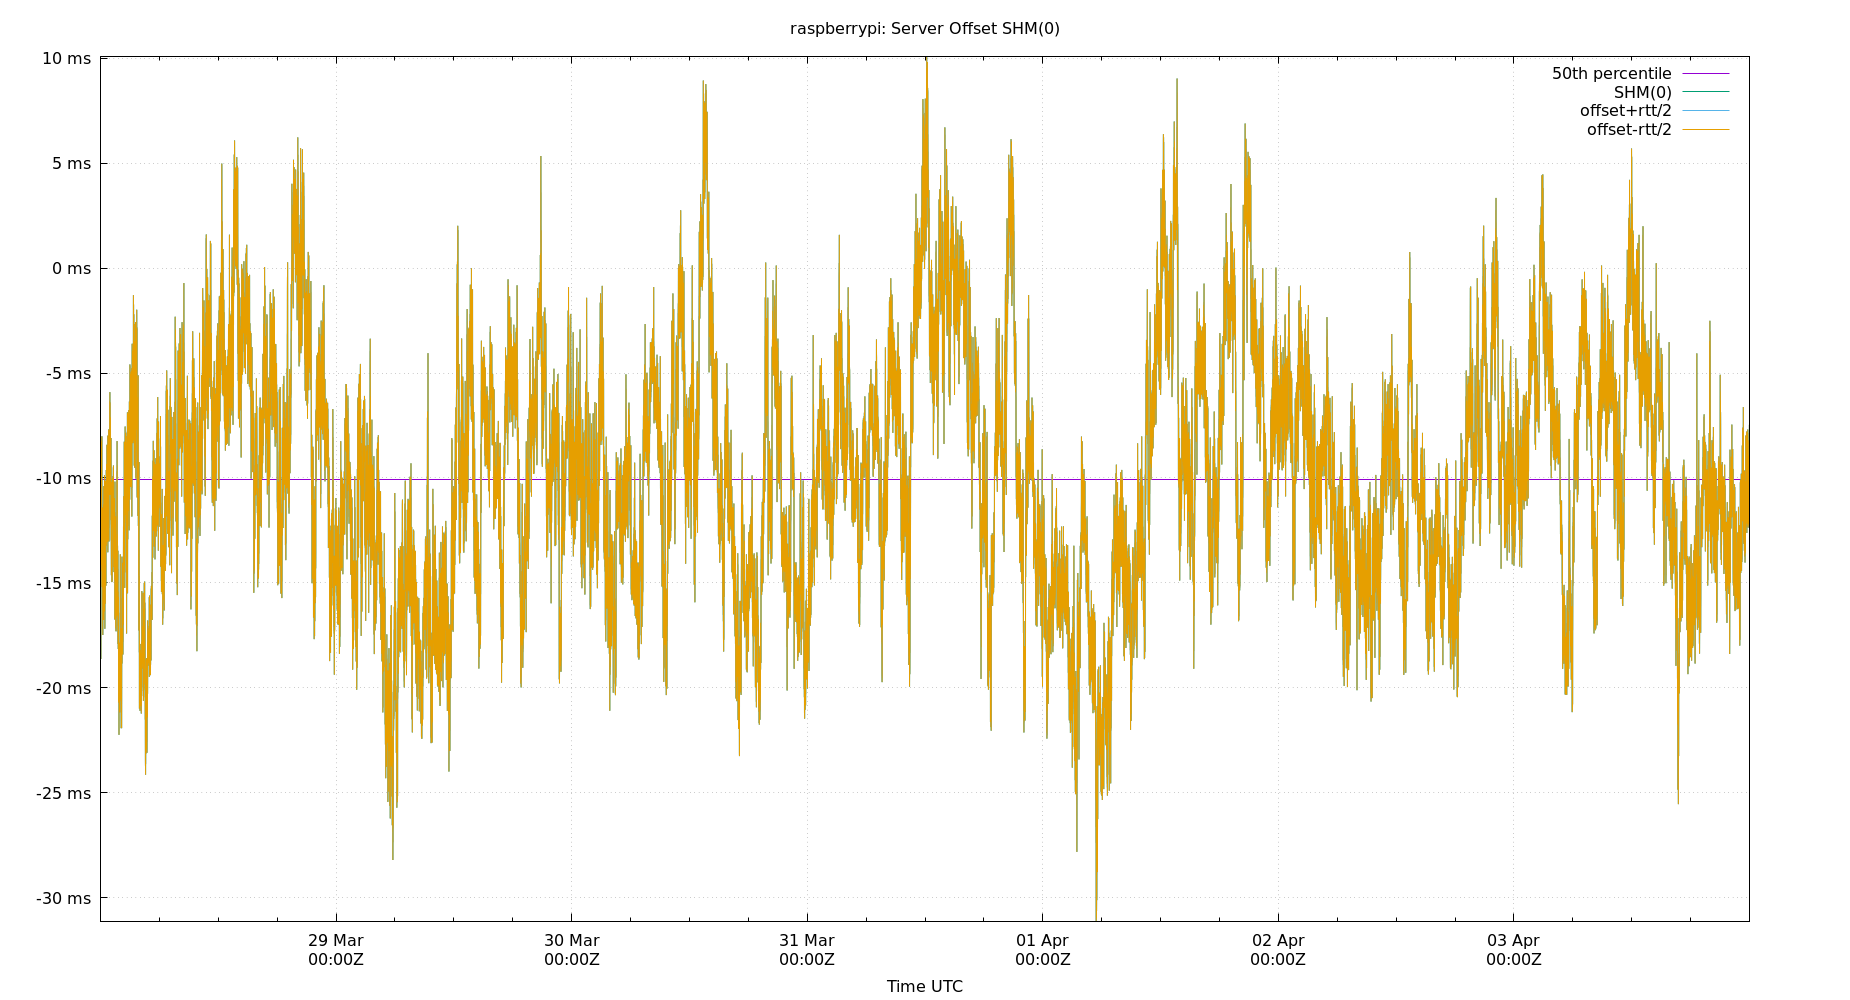 raspberrypi: Server Offset SHM(0)
10 ms
5 ms
0 ms
-5 ms
-10 ms
-15 ms
-20 ms
-25 ms
-30 ms
50th percentile
SHM(0)
offset+rtt/2
offset-rtt/2
29 Mar
00:00Z
30 Mar
00:00Z
31 Mar
00:00Z
01 Apr
00:00Z
02 Apr
00:00Z
03 Apr
00:00Z
Time UTC